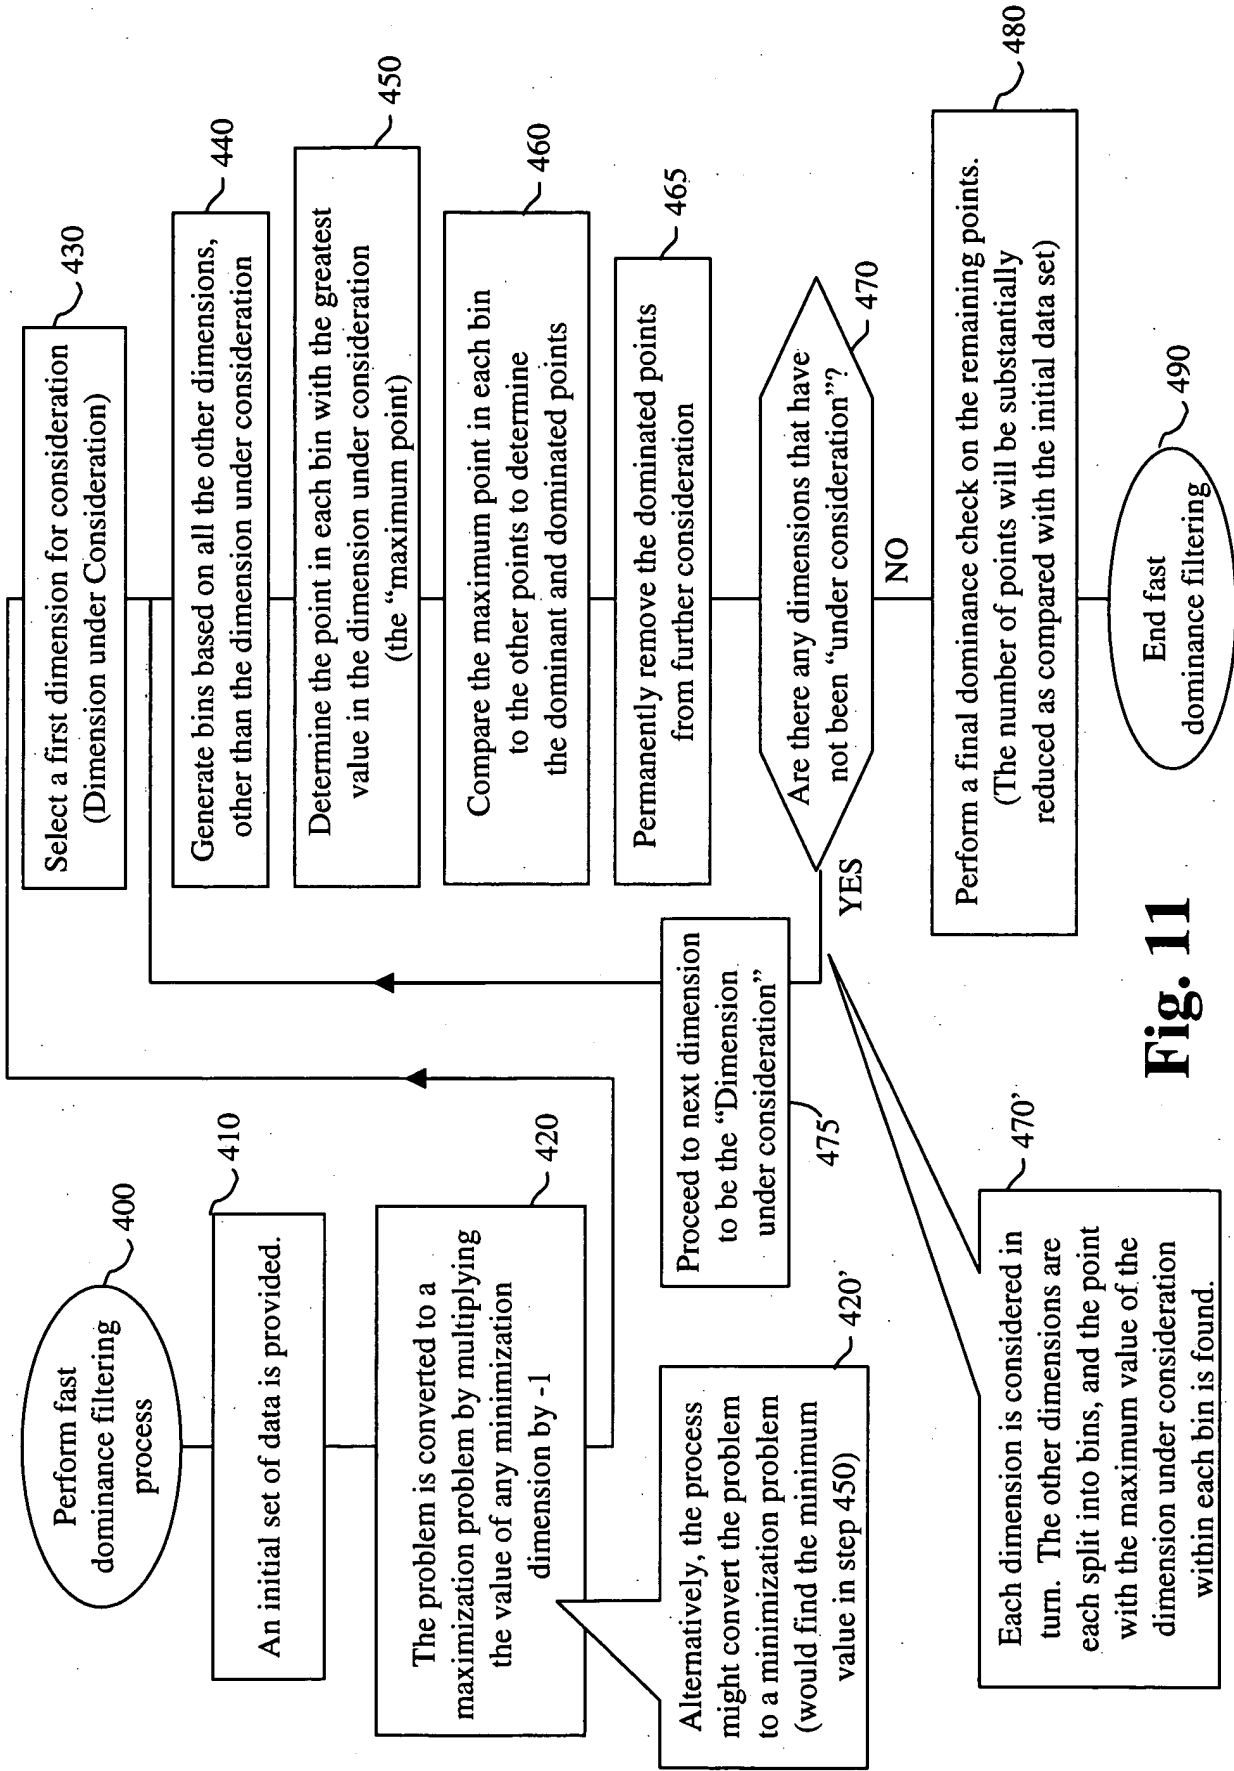 Perform fast
dominance filtering
process
400
An initial set of data is provided.
410
The problem is converted to a
maximization problem by multiplying
the value of any minimization
dimension by -1
420
Alternatively, the process
might convert the problem
to a minimization problem
(would find the minimum
value in step 450)
420’
Select a first dimension for consideration
(Dimension under Consideration)
430
Generate bins based on all the other dimensions,
other than the dimension under consideration
440
Determine the point in each bin with the greatest
value in the dimension under consideration
(the “maximum point)
450
Compare the maximum point in each bin
to the other points to determine
the dominant and dominated points
460
Permanently remove the dominated points
from further consideration
465
Are there any dimensions that have
not been “under consideration”?
470
YES
NO
Proceed to next dimension
to be the “Dimension
under consideration”
475
Each dimension is considered in
turn. The other dimensions are
each split into bins, and the point
with the maximum value of the
dimension under consideration
within each bin is found.
470’
Perform a final dominance check on the remaining points.
(The number of points will be substantially
reduced as compared with the initial data set)
480
End fast
dominance filtering
490
Fig. 11